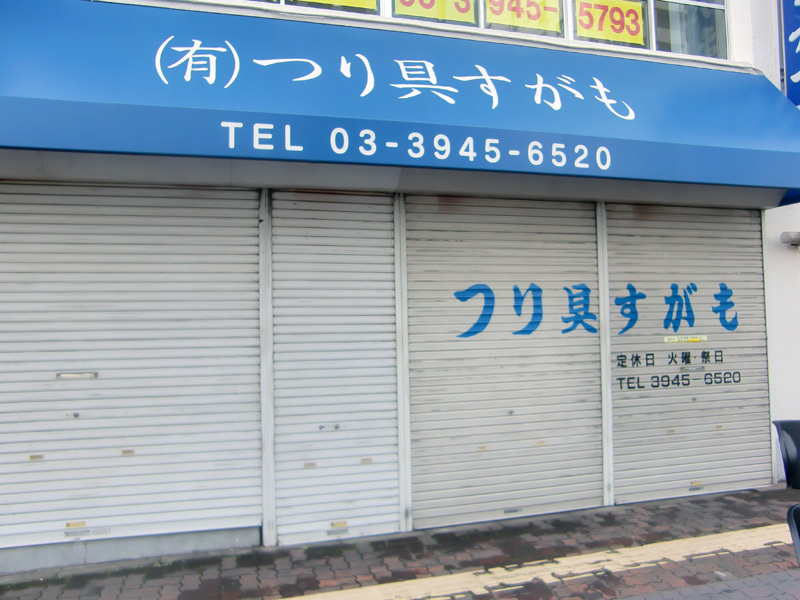 945-5793
(有)つり具すがも
TEL 03-3945-6520
つり具すがも
定休日 火曜・祭日
TEL 3945-6520